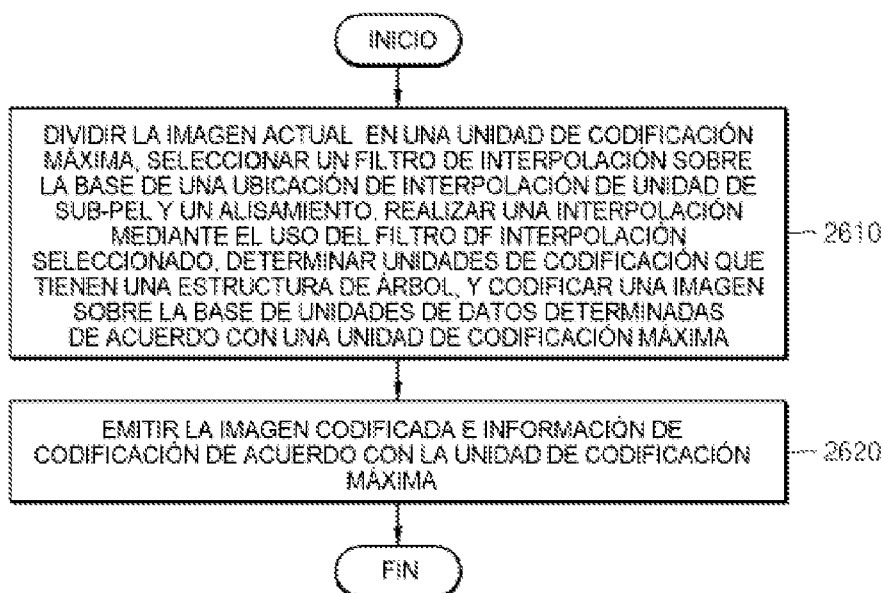 INICIO
DIVIDIR LA IMAGEN ACTUAL EN UNA UNIDAD DE CODIFICACIÓN
MÁXIMA, SELECCIONAR UN FILTRO DE INTERPOLACIÓN SOBRE
LA BASE DE UNA UBICACIÓN DE INTERPOLACIÓN DE UNIDAD DE
SUB-PEL Y UN ALISAMIENTO, REALIZAR UNA INTERPOLACIÓN
MEDIANTE EL USO DEL FILTRO DE INTERPOLACIÓN
SELECCIONADO, DETERMINAR UNIDADES DE CODIFICACIÓN QUE
TIENEN UNA ESTRUCTURA DE ÁRBOL, Y CODIFICAR UNA IMAGEN
SOBRE LA BASE DE UNIDADES DE DATOS DETERMINADAS
DE ACUERDO CON UNA UNIDAD DE CODIFICACIÓN MÁXIMA
2610
EMITIR LA IMAGEN CODIFICADA E INFORMACIÓN DE
CODIFICACIÓN DE ACUERDO CON LA UNIDAD DE CODIFICACIÓN
MÁXIMA
2620
FIN